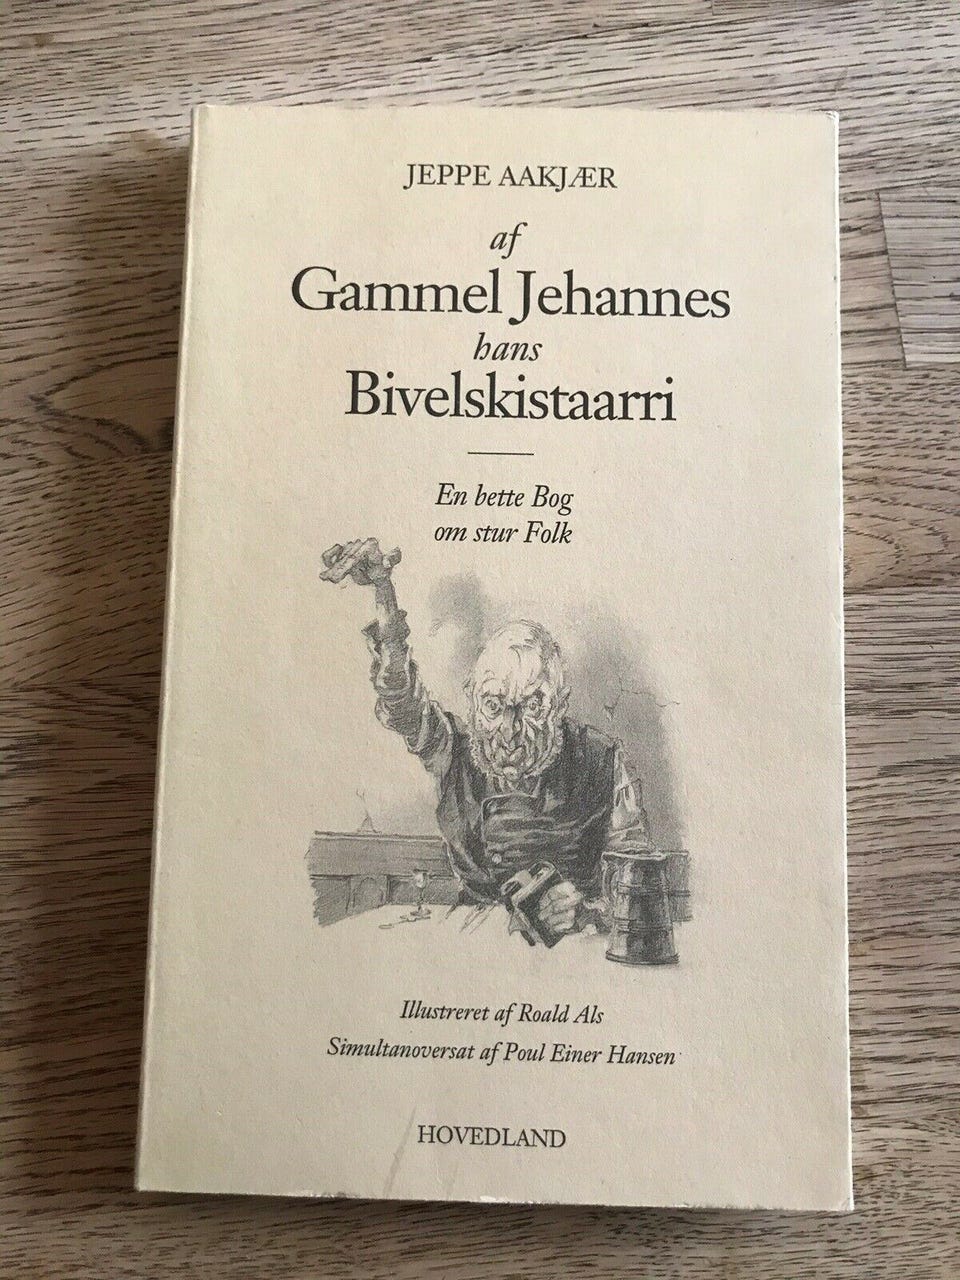 JEPPE AAKJÆR
af
Gammel Jehannes
hans
Bivelskistaarri
En bette Bog
om stur Folk
Illustreret af Roald Als
Simultanoversat af Poul Einer Hansen
HOVEDLAND